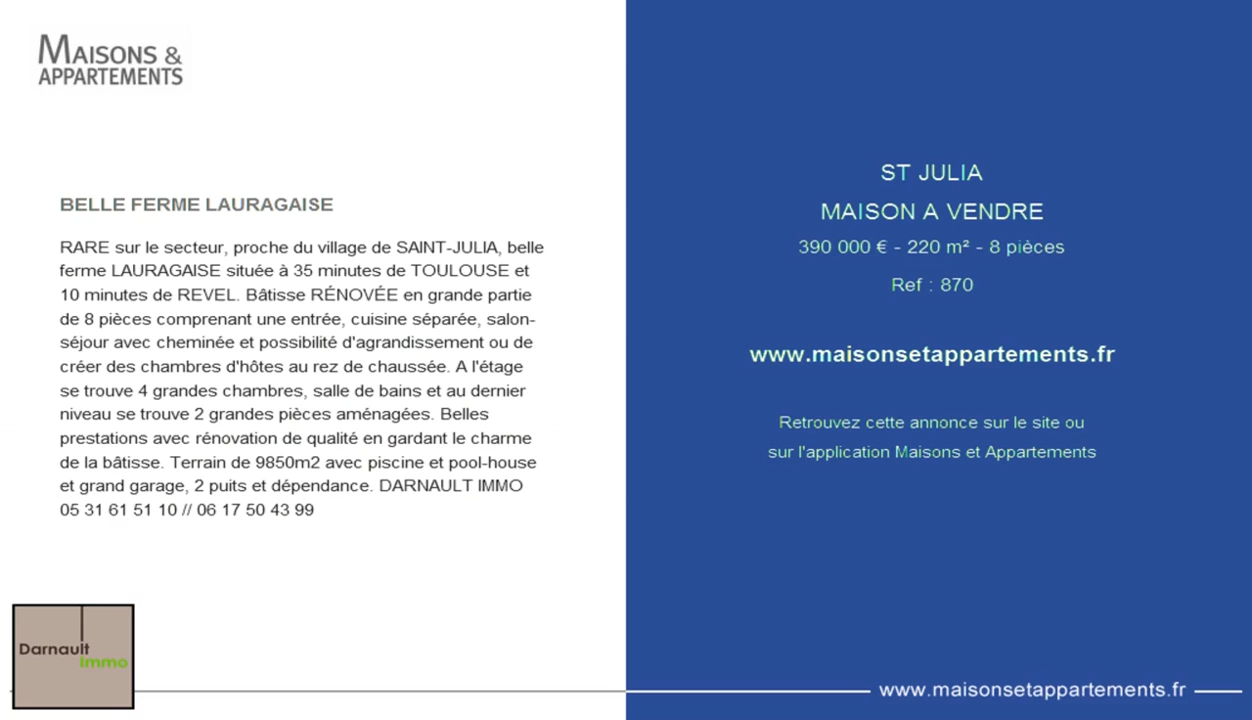 MAISONS &
APPARTEMENTS
BELLE FERME LAURAGAISE
RARE sur le secteur, proche du village de SAINT-JULIA, belle
ferme LAURAGAISE située à 35 minutes de TOULOUSE et
10 minutes de REVEL. Bâtisse RÉNOVÉE en grande partie
de 8 pièces comprenant une entrée, cuisine séparée, salon-
séjour avec cheminée et possibilité d'agrandissement ou de
créer des chambres d'hôtes au rez de chaussée. A l'étage
se trouve 4 grandes chambres, salle de bains et au dernier
niveau se trouve 2 grandes pièces aménagées. Belles
prestations avec rénovation de qualité en gardant le charme
de la bâtisse. Terrain de 9850m2 avec piscine et pool-house
et grand garage, 2 puits et dépendance. DARNAULT IMMO
05 31 61 51 10 // 06 17 50 43 99
Darnault
Immo
ST JULIA
MAISON A VENDRE
390 000 € - 220 m² - 8 pièces
Ref : 870
www.maisonsetappartements.fr
Retrouvez cette annonce sur le site ou
sur l'application Maisons et Appartements
www.maisonsetappartements.fr